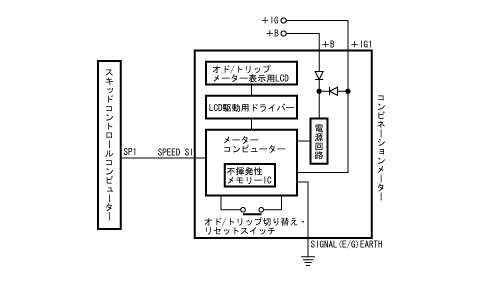 +IG
+B
+B
+IG1
オド/トリップ
メーター表示用LCD
LCD駆動用ドライバー
メーター
コンピューター
不揮発性
メモリーIC
電源回路
スキッドコントロールコンピューター
SP1
SPEED SI
コンビネーションメーター
オド/トリップ切り替え・
リセットスイッチ
SIGNAL(E/G)EARTH